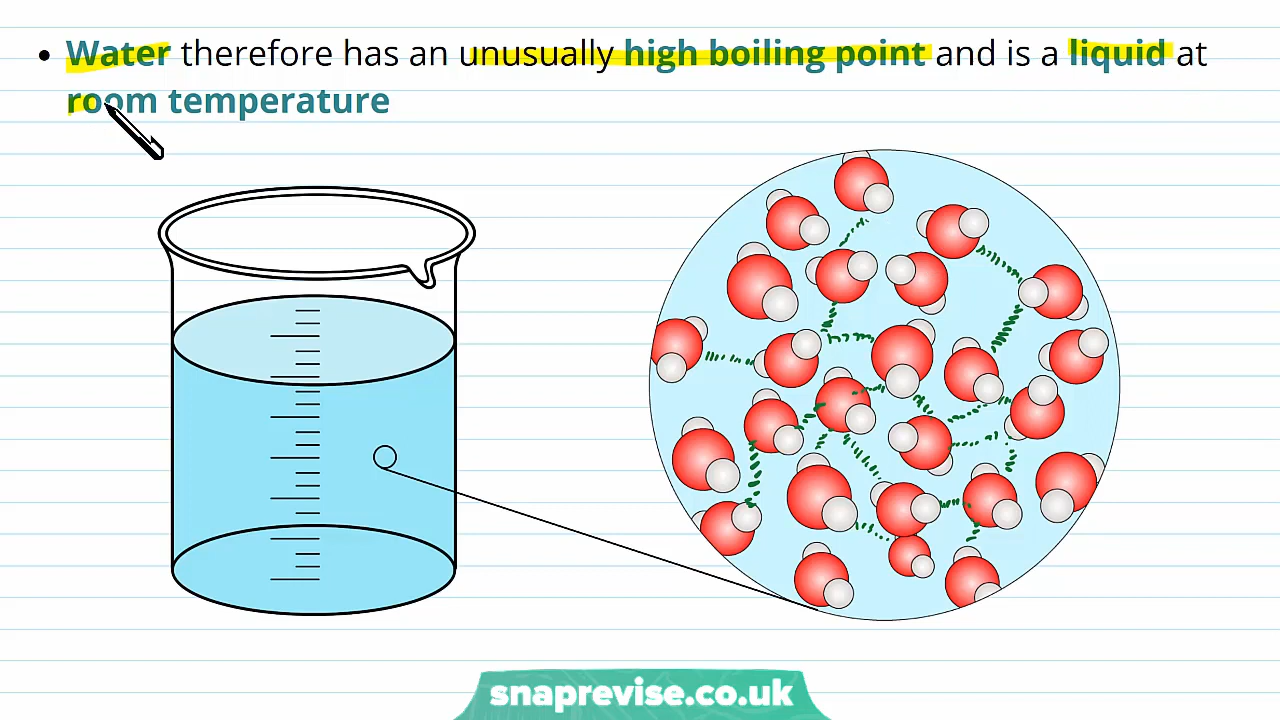 • Water therefore has an unusually high boiling point and is a liquid at
room temperature
snaprevise.co.uk